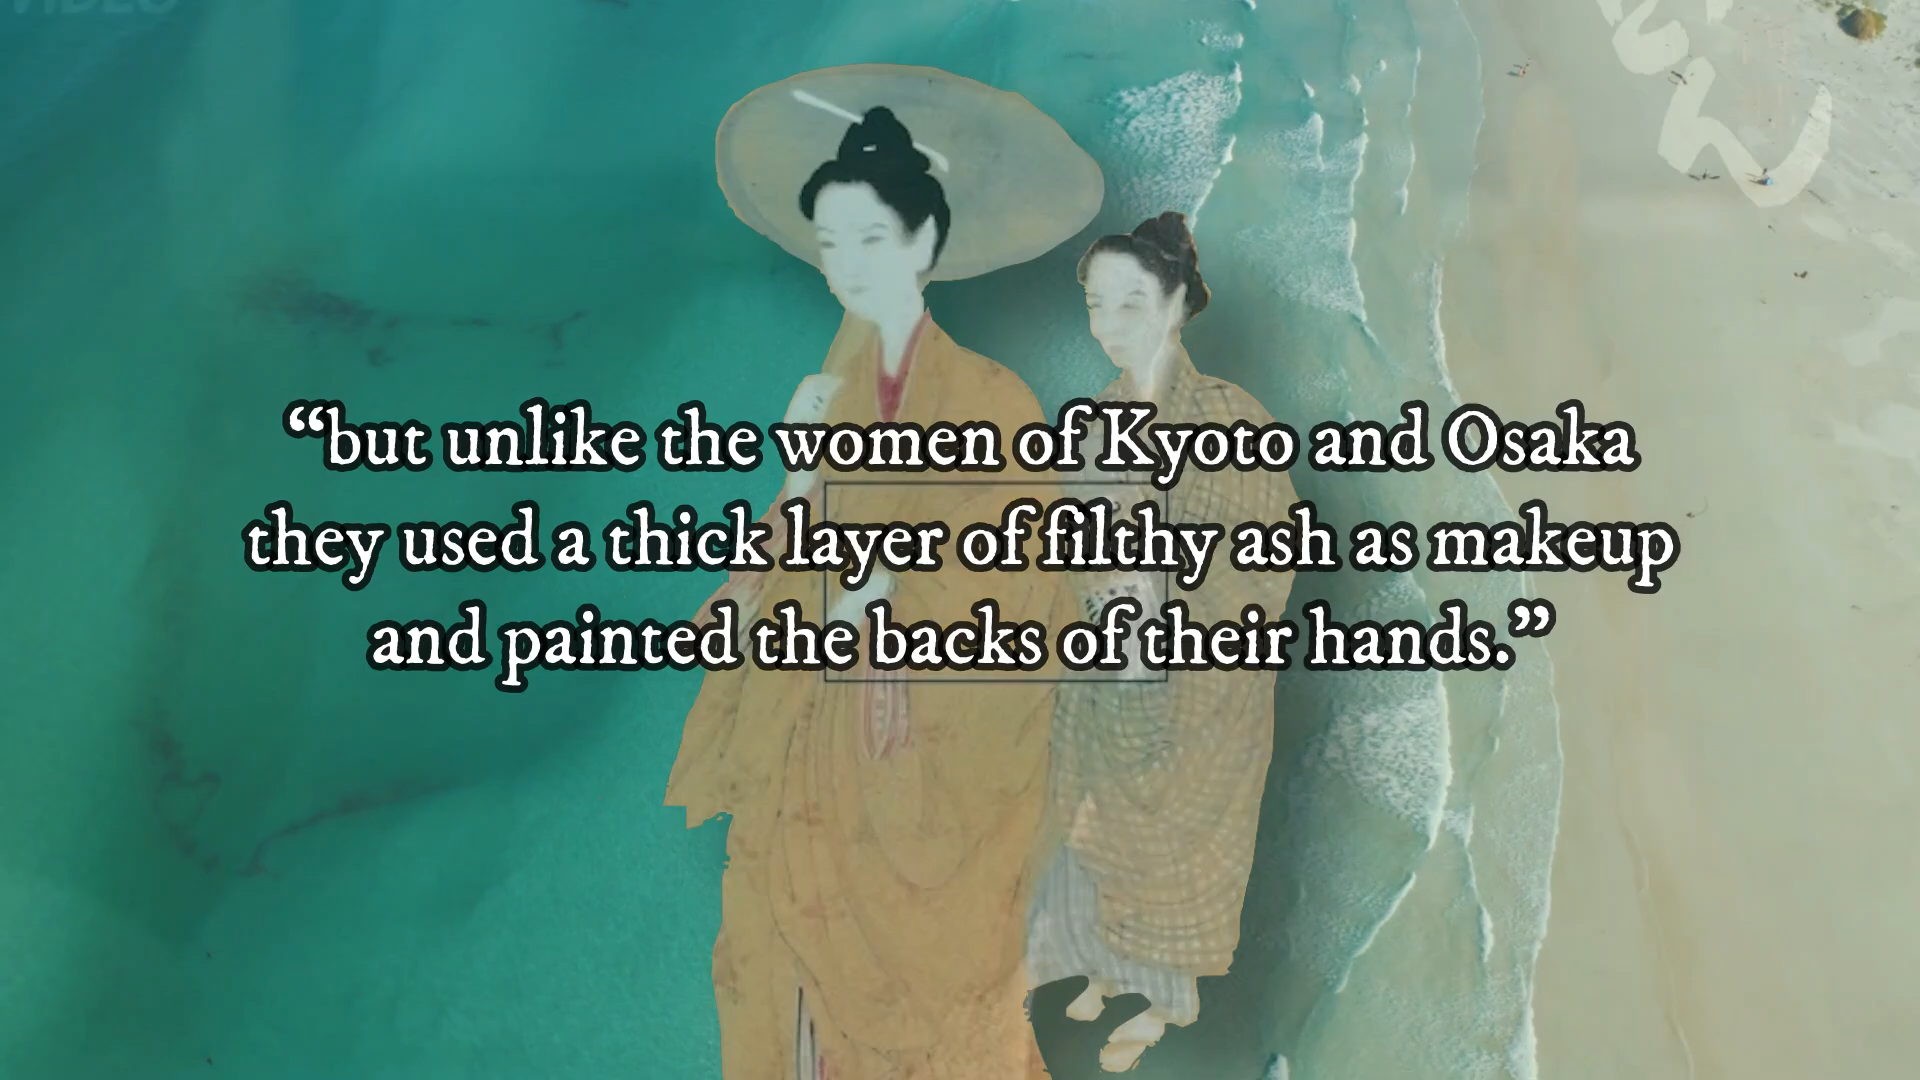 “but unlike the women of Kyoto and Osaka
they used a thick layer of filthy ash as makeup
and painted the backs of their hands.”